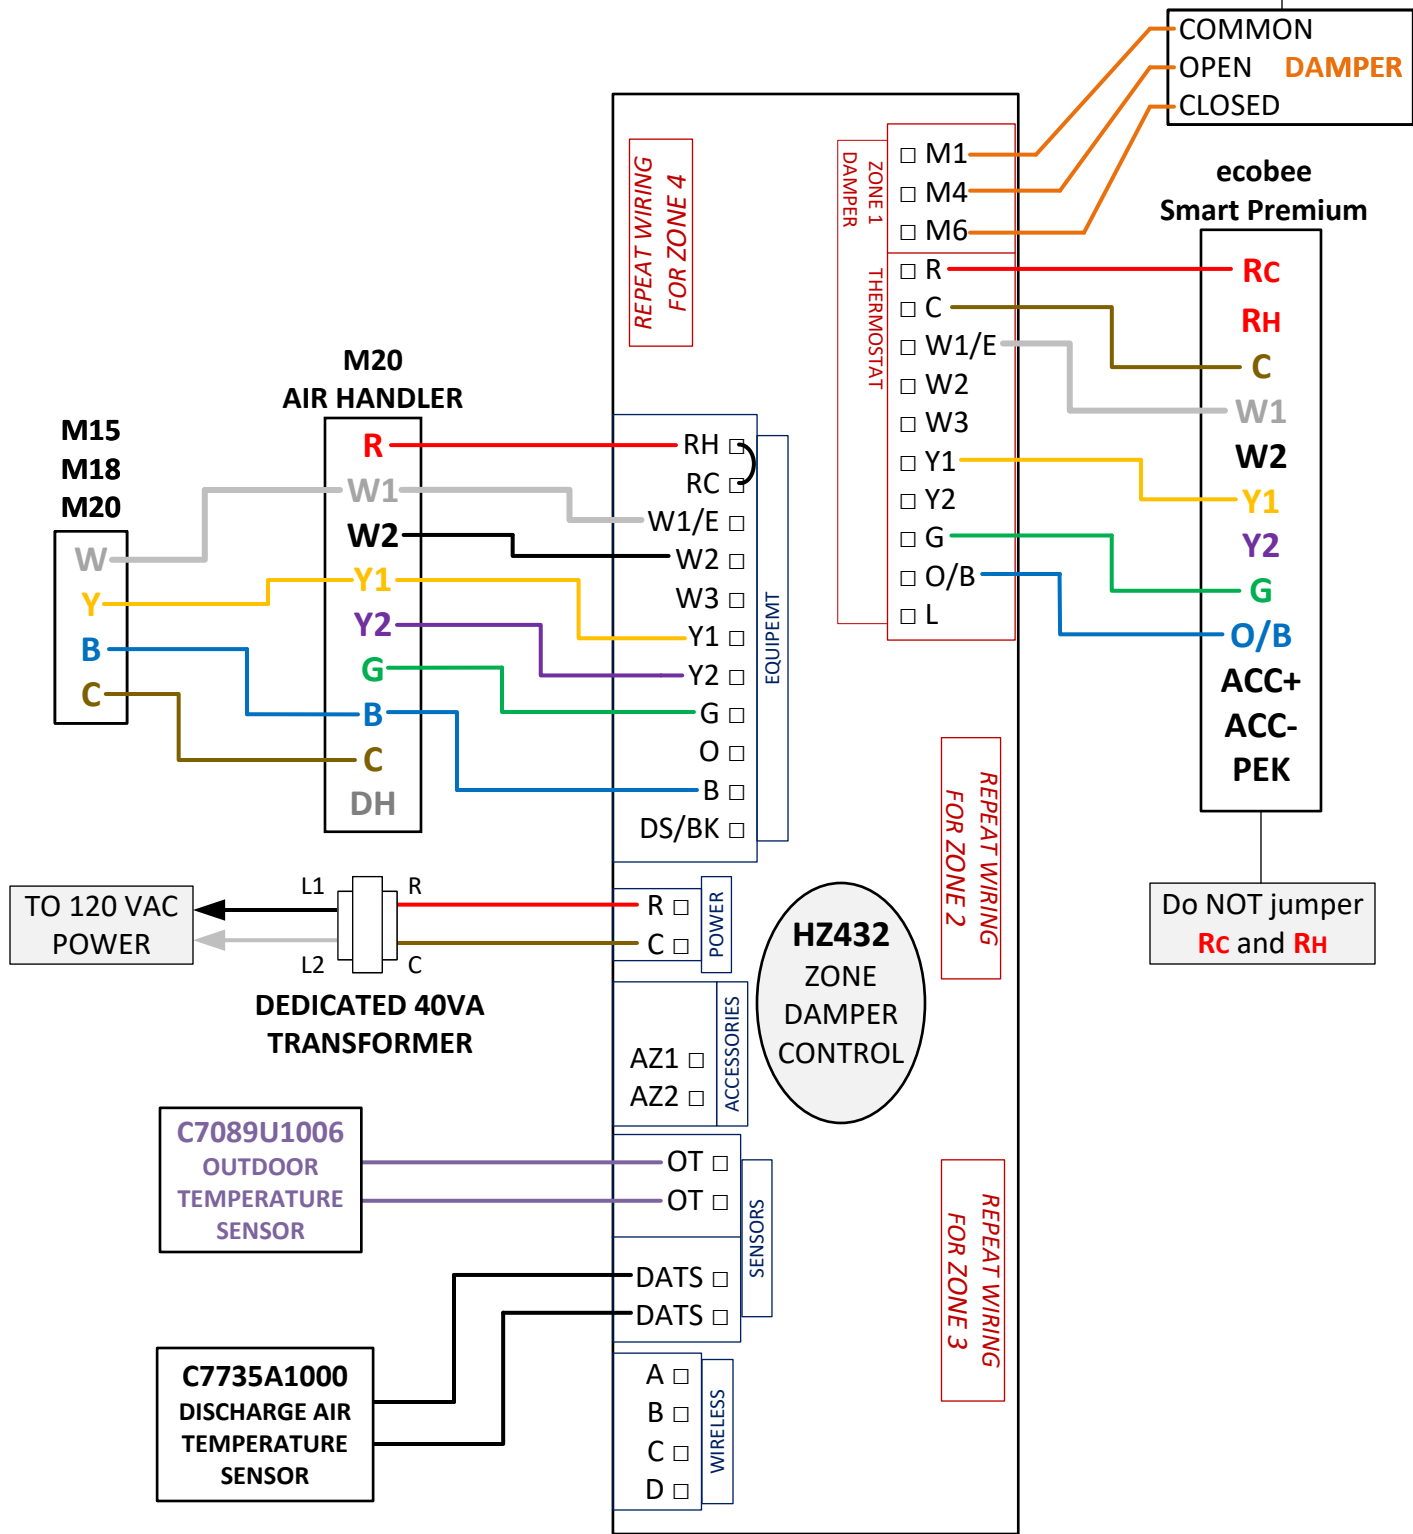 COMMON
OPEN DAMPER
CLOSED
REPEAT WIRING
FOR ZONE 4
ZONE 1
DAMPER
THERMOSTAT
M1
M4
M6
R
C
W1/E
W2
W3
Y1
Y2
G
O/B
L
ecobee
Smart Premium
RC
RH
C
W1
W2
Y1
Y2
G
O/B
ACC+
ACC-
PEK
Do NOT jumper
RC and RH
M15
M18
M20
W
Y
B
C
M20
AIR HANDLER
R
W1
W2
Y1
Y2
G
B
C
DH
RH
RC
W1/E
W2
W3
Y1
Y2
G
O
B
DS/BK
EQUIPEMT
REPEAT WIRING
FOR ZONE 2
TO 120 VAC
POWER
L1
R
L2
C
DEDICATED 40VA
TRANSFORMER
R
C
POWER
HZ432
ZONE
DAMPER
CONTROL
AZ1
AZ2
ACCESSORIES
C7089U1006
OUTDOOR
TEMPERATURE
SENSOR
OT
OT
DATS
DATS
SENSORS
REPEAT WIRING
FOR ZONE 3
C7735A1000
DISCHARGE AIR
TEMPERATURE
SENSOR
A
B
C
D
WIRELESS